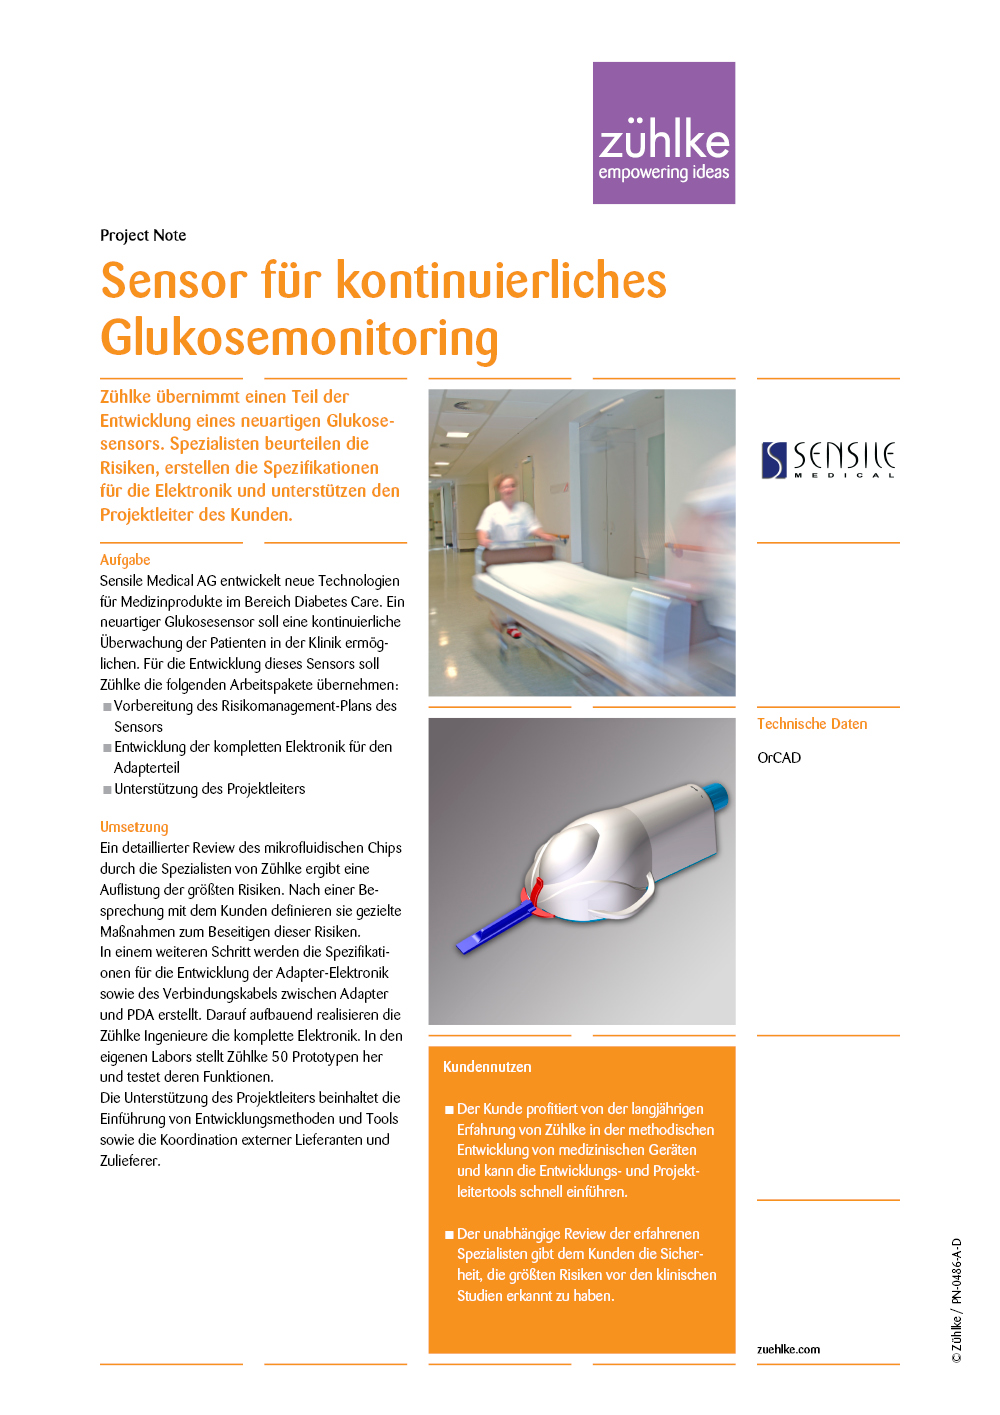 zühlke
empowering ideas
Project Note
Sensor für kontinuierliches
Glukosemonitoring
Zühlke übernimmt einen Teil der
Entwicklung eines neuartigen Glukose-
sensors. Spezialisten beurteilen die
Risiken, erstellen die Spezifikationen
für die Elektronik und unterstützen den
Projektleiter des Kunden.
Aufgabe
Sensile Medical AG entwickelt neue Technologien
für Medizinprodukte im Bereich Diabetes Care. Ein
neuartiger Glukosesensor soll eine kontinuierliche
Überwachung der Patienten in der Klinik ermög-
lichen. Für die Entwicklung dieses Sensors soll
Zühlke die folgenden Arbeitspakete übernehmen:
■ Vorbereitung des Risikomanagement-Plans des
Sensors
■ Entwicklung der kompletten Elektronik für den
Adapterteil
■ Unterstützung des Projektleiters
Umsetzung
Ein detaillierter Review des mikrofluidischen Chips
durch die Spezialisten von Zühlke ergibt eine
Auflistung der größten Risiken. Nach einer Be-
sprechung mit dem Kunden definieren sie gezielte
Maßnahmen zum Beseitigen dieser Risiken.
In einem weiteren Schritt werden die Spezifikati-
onen für die Entwicklung der Adapter-Elektronik
sowie des Verbindungskabels zwischen Adapter
und PDA erstellt. Darauf aufbauend realisieren die
Zühlke Ingenieure die komplette Elektronik. In den
eigenen Labors stellt Zühlke 50 Prototypen her
und testet deren Funktionen.
Die Unterstützung des Projektleiters beinhaltet die
Einführung von Entwicklungsmethoden und Tools
sowie die Koordination externer Lieferanten und
Zulieferer.
Kundennutzen
■ Der Kunde profitiert von der langjährigen
Erfahrung von Zühlke in der methodischen
Entwicklung von medizinischen Geräten
und kann die Entwicklungs- und Projekt-
leitertools schnell einführen.
■ Der unabhängige Review der erfahrenen
Spezialisten gibt dem Kunden die Sicher-
heit, die größten Risiken vor den klinischen
Studien erkannt zu haben.
SENSILE
MEDICAL
Technische Daten
OrCAD
zuehlke.com
© Zühlke / PN-0486-A-D